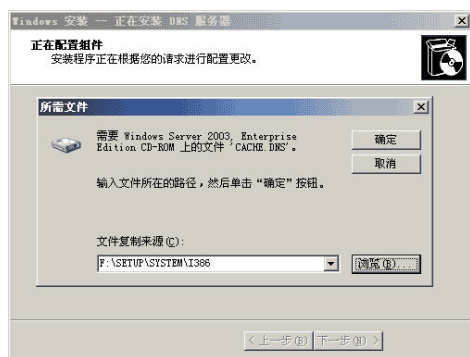 Windows 安装 -- 正在安装 DNS 服务器
正在配置组件
安装程序正在根据您的请求进行配置更改。
所需文件
需要 Windows Server 2003, Enterprise
Edition CD-ROM 上的文件 'CACHE.DNS'。
确定
取消
输入文件所在的路径，然后单击“确定”按钮。
文件复制来源(C):
F:\SETUP\SYSTEM\I386
浏览(B)...
< 上一步(B) 下一步(N) >